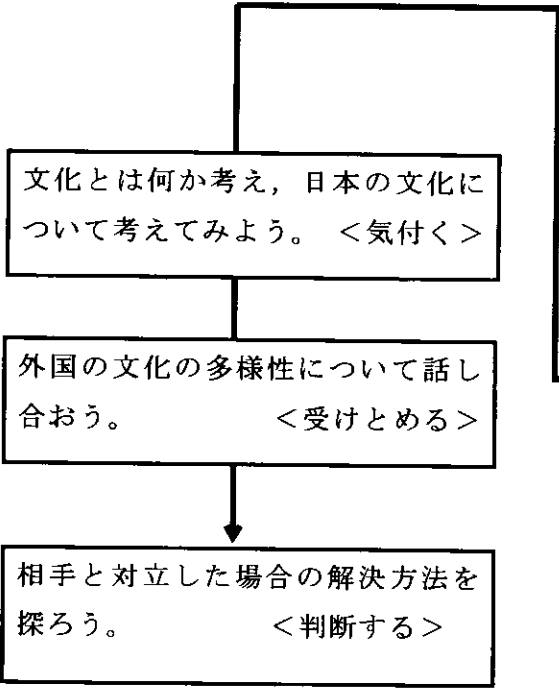 文化とは何か考え，日本の文化に
ついて考えてみよう。 ＜気付く＞
外国の文化の多様性について話し
合おう。 ＜受けとめる＞
相手と対立した場合の解決方法を
探ろう。 ＜判断する＞